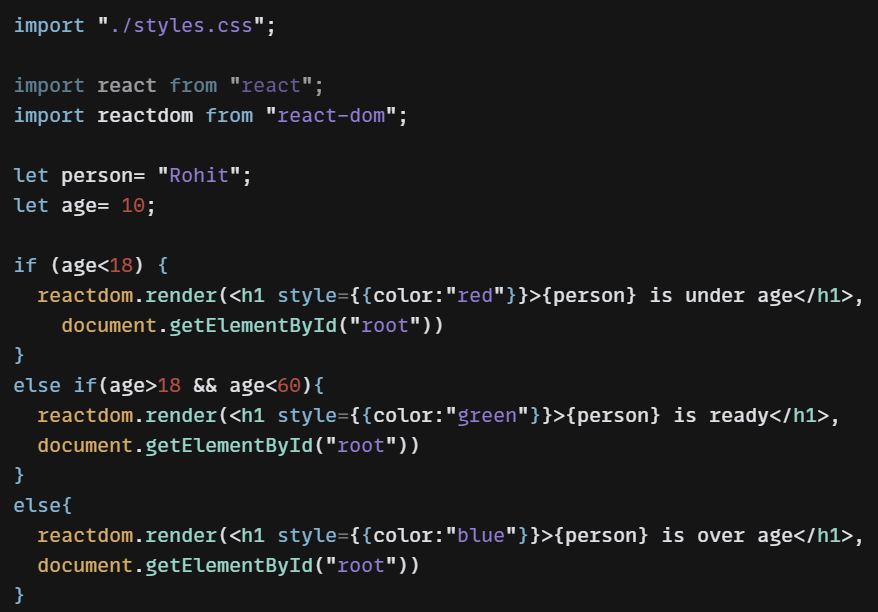 import "./styles.css";
import react from "react";
import reactdom from "react-dom";
let person= "Rohit";
let age= 10;
if (age<18) {
reactdom.render(<h1 style={{color:"red"}}>{person} is under age</h1>,
document.getElementById("root"))
}
else if(age>18 && age<60){
reactdom.render(<h1 style={{color:"green"}}>{person} is ready</h1>,
document.getElementById("root"))
}
else{
reactdom.render(<h1 style={{color:"blue"}}>{person} is over age</h1>,
document.getElementById("root"))
}